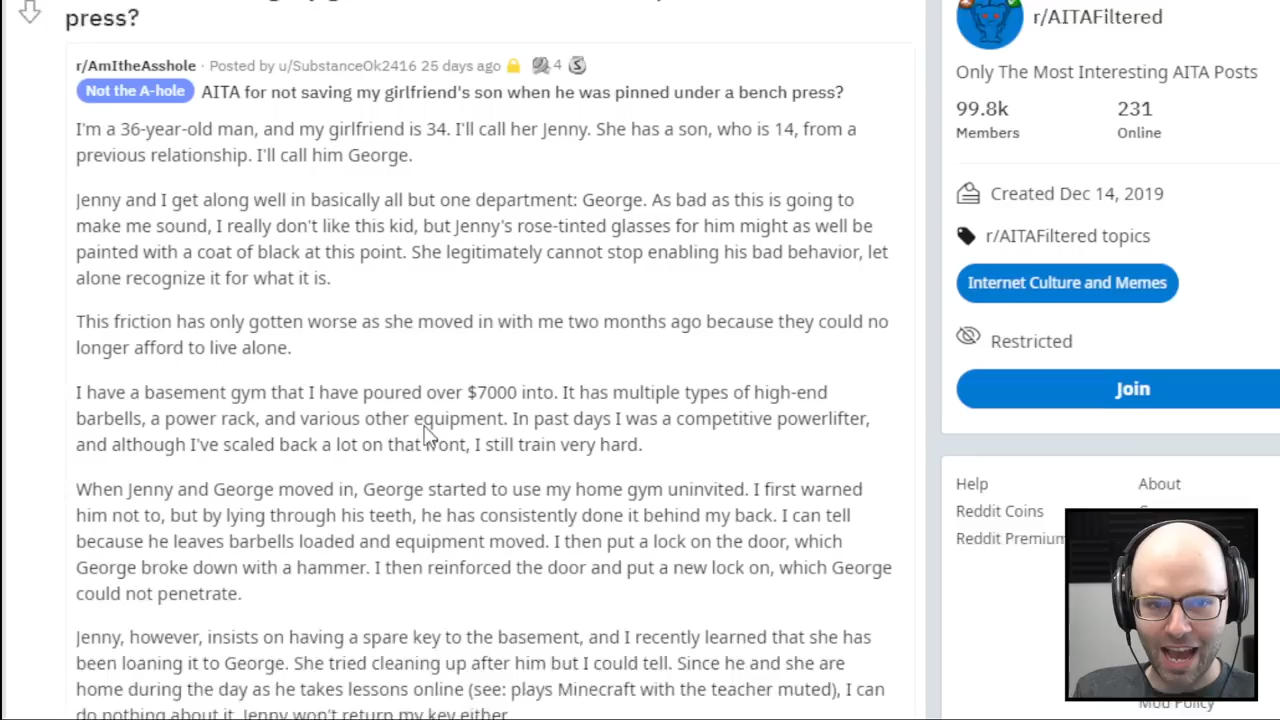 press?
r/AmItheAsshole · Posted by u/SubstanceOk2416 25 days ago 4 S
Not the A-hole AITA for not saving my girlfriend's son when he was pinned under a bench press?
I'm a 36-year-old man, and my girlfriend is 34. I'll call her Jenny. She has a son, who is 14, from a
previous relationship. I'll call him George.
Jenny and I get along well in basically all but one department: George. As bad as this is going to
make me sound, I really don't like this kid, but Jenny's rose-tinted glasses for him might as well be
painted with a coat of black at this point. She legitimately cannot stop enabling his bad behavior, let
alone recognize it for what it is.
This friction has only gotten worse as she moved in with me two months ago because they could no
longer afford to live alone.
I have a basement gym that I have poured over $7000 into. It has multiple types of high-end
barbells, a power rack, and various other equipment. In past days I was a competitive powerlifter,
and although I've scaled back a lot on that front, I still train very hard.
When Jenny and George moved in, George started to use my home gym uninvited. I first warned
him not to, but by lying through his teeth, he has consistently done it behind my back. I can tell
because he leaves barbells loaded and equipment moved. I then put a lock on the door, which
George broke down with a hammer. I then reinforced the door and put a new lock on, which George
could not penetrate.
Jenny, however, insists on having a spare key to the basement, and I recently learned that she has
been loaning it to George. She tried cleaning up after him but I could tell. Since he and she are
home during the day as he takes lessons online (see: plays Minecraft with the teacher muted), I can
do nothing about it. Jenny won't return my key either.
r/AITAFiltered
Only The Most Interesting AITA Posts
99.8k 231
Members Online
Created Dec 14, 2019
r/AITAFiltered topics
Internet Culture and Memes
Restricted
Join
Help About
Reddit Coins
Reddit Premium
Mod Policy